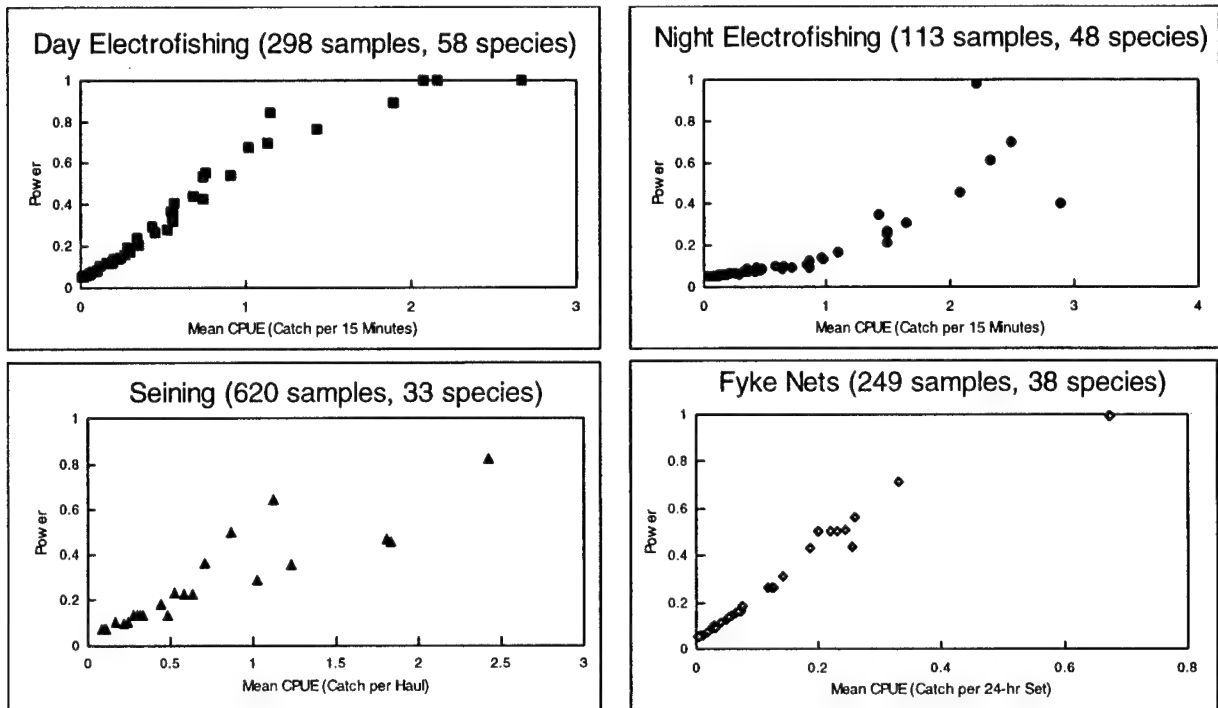 Day Electrofishing (298 samples, 58 species)
1
0.8
0.6
0.4
0.2
0
Power
0 1 2 3
Mean CPUE (Catch per 15 Minutes)
Night Electrofishing (113 samples, 48 species)
1
0.8
0.6
0.4
0.2
0
Power
0 1 2 3 4
Mean CPUE (Catch per 15 Minutes)
Seining (620 samples, 33 species)
1
0.8
0.6
0.4
0.2
0
Power
0 0.5 1 1.5 2 2.5 3
Mean CPUE (Catch per Haul)
Fyke Nets (249 samples, 38 species)
1
0.8
0.6
0.4
0.2
0
Power
0 0.2 0.4 0.6 0.8
Mean CPUE (Catch per 24-hr Set)